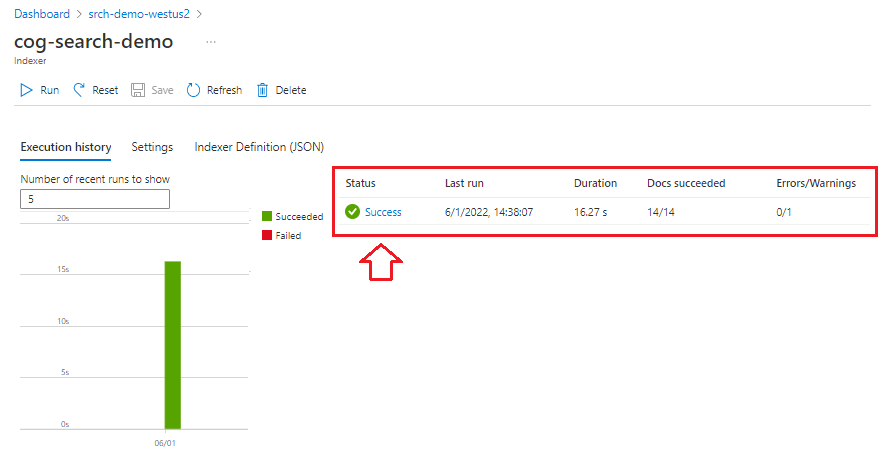 Dashboard > srch-demo-westus2 >
cog-search-demo ...
Indexer
Run Reset Save Refresh Delete
Execution history Settings Indexer Definition (JSON)
Number of recent runs to show
5
20s
15s
10s
5s
0s
06/01
Succeeded
Failed
Status Last run Duration Docs succeeded Errors/Warnings
Success 6/1/2022, 14:38:07 16.27 s 14/14 0/1